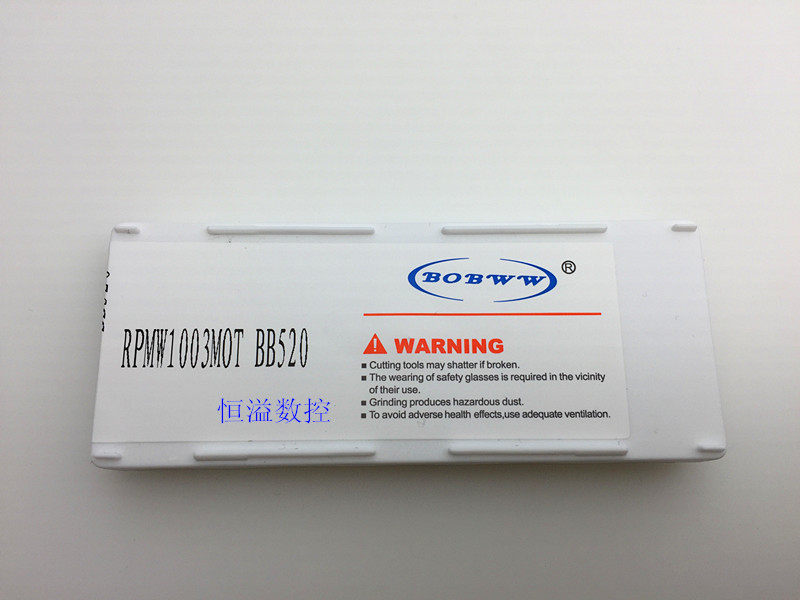 BOBWW®
RPMW1003MOT BB520
WARNING
■ Cutting tools may shatter if broken.
■ The wearing of safety glasses is required in the vicinity
of their use.
■ Grinding produces hazardous dust.
■ To avoid adverse health effects,use adequate ventilation.
恒溢数控